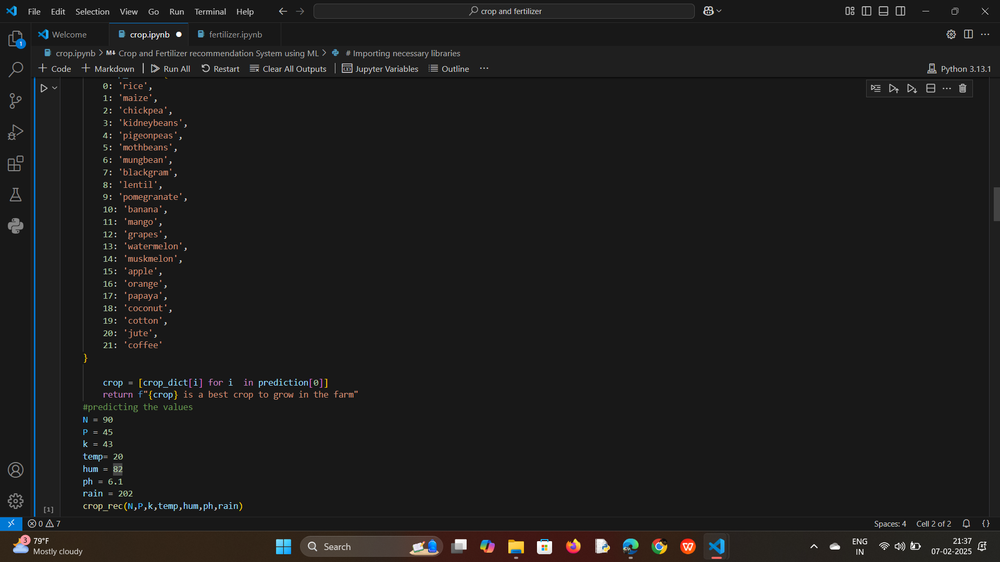 File Edit Selection View Go Run Terminal Help
crop and fertilizer
Welcome
crop.ipynb
fertilizer.ipynb
1
crop.ipynb > M↓ Crop and Fertilizer recommendation System using ML > # Importing necessary libraries
+ Code + Markdown | Run All Restart Clear All Outputs | Jupyter Variables Outline ...
Python 3.13.1
0: 'rice',
1: 'maize',
2: 'chickpea',
3: 'kidneybeans',
4: 'pigeonpeas',
5: 'mothbeans',
6: 'mungbean',
7: 'blackgram',
8: 'lentil',
9: 'pomegranate',
10: 'banana',
11: 'mango',
12: 'grapes',
13: 'watermelon',
14: 'muskmelon',
15: 'apple',
16: 'orange',
17: 'papaya',
18: 'coconut',
19: 'cotton',
20: 'jute',
21: 'coffee'
}
crop = [crop_dict[i] for i  in prediction[0]]
return f"{crop} is a best crop to grow in the farm"
#predicting the values
N = 90
P = 45
k = 43
temp= 20
hum = 82
ph = 6.1
rain = 202
crop_rec(N,P,k,temp,hum,ph,rain)
[1]
0 7
Spaces: 4
Cell 2 of 2
{}
3
79°F
Mostly cloudy
Search
ENG
IN
21:37
07-02-2025